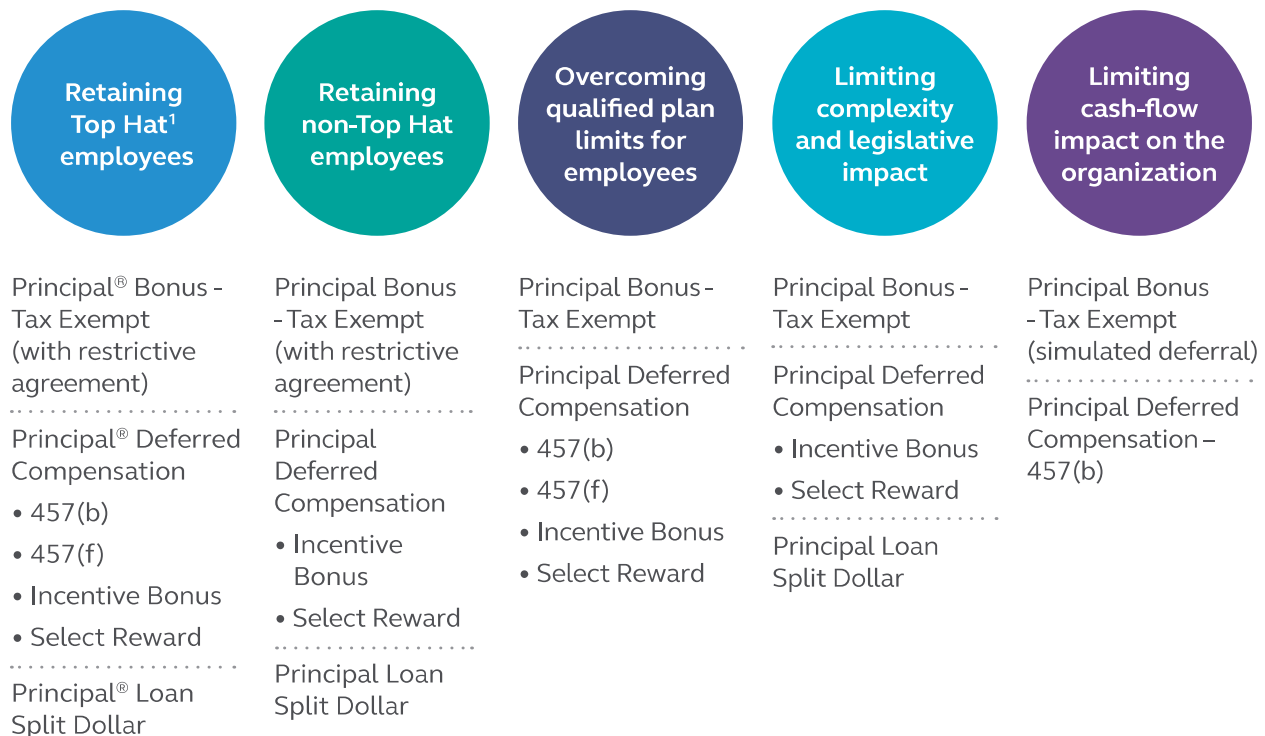 Retaining
Top Hat¹
employees
Principal® Bonus -
Tax Exempt
(with restrictive
agreement)
Principal® Deferred
Compensation
• 457(b)
• 457(f)
• Incentive Bonus
• Select Reward
Principal® Loan
Split Dollar
Retaining
non-Top Hat
employees
Principal Bonus
- Tax Exempt
(with restrictive
agreement)
Principal
Deferred
Compensation
• Incentive
Bonus
• Select Reward
Principal Loan
Split Dollar
Overcoming
qualified plan
limits for
employees
Principal Bonus -
Tax Exempt
Principal Deferred
Compensation
• 457(b)
• 457(f)
• Incentive Bonus
• Select Reward
Limiting
complexity
and legislative
impact
Principal Bonus -
Tax Exempt
Principal Deferred
Compensation
• Incentive Bonus
• Select Reward
Principal Loan
Split Dollar
Limiting
cash-flow
impact on the
organization
Principal Bonus
- Tax Exempt
(simulated deferral)
Principal Deferred
Compensation –
457(b)